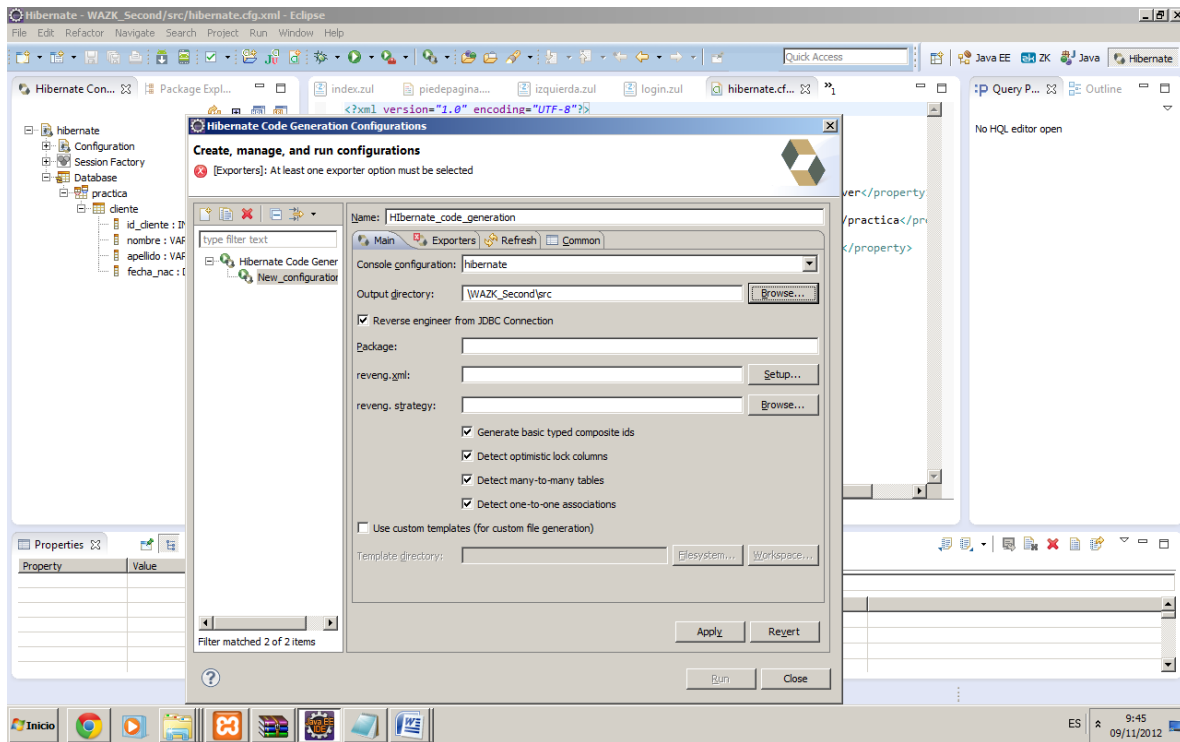 Hibernate - WAZK_Second/src/hibernate.cfg.xml - Eclipse
File Edit Refactor Navigate Search Project Run Window Help
Quick Access
Java EE ZK Java Hibernate
Hibernate Con... Package Expl...
index.zul piedepagina.... izquierda.zul login.zul hibernate.cf... »1
Query P... Outline
<?xml version="1.0" encoding="UTF-8"?>
No HQL editor open
hibernate
Configuration
Session Factory
Database
practica
cliente
id_cliente : IN
nombre : VAR
apellido : VAR
fecha_nac : D
ver</property
/practica</pro
</property>
Hibernate Code Generation Configurations
Create, manage, and run configurations
[Exporters]: At least one exporter option must be selected
type filter text
Hibernate Code Gener
New_configuration
Filter matched 2 of 2 items
Name: HIbernate_code_generation
Main Exporters Refresh Common
Console configuration: hibernate
Output directory: \WAZK_Second\src Browse...
Reverse engineer from JDBC Connection
Package:
reveng.xml: Setup...
reveng. strategy: Browse...
Generate basic typed composite ids
Detect optimistic lock columns
Detect many-to-many tables
Detect one-to-one associations
Use custom templates (for custom file generation)
Template directory: Filesystem... Workspace...
Apply Revert
? Run Close
Properties
Property Value
Inicio
Java EE IDE
ES 9:45
09/11/2012